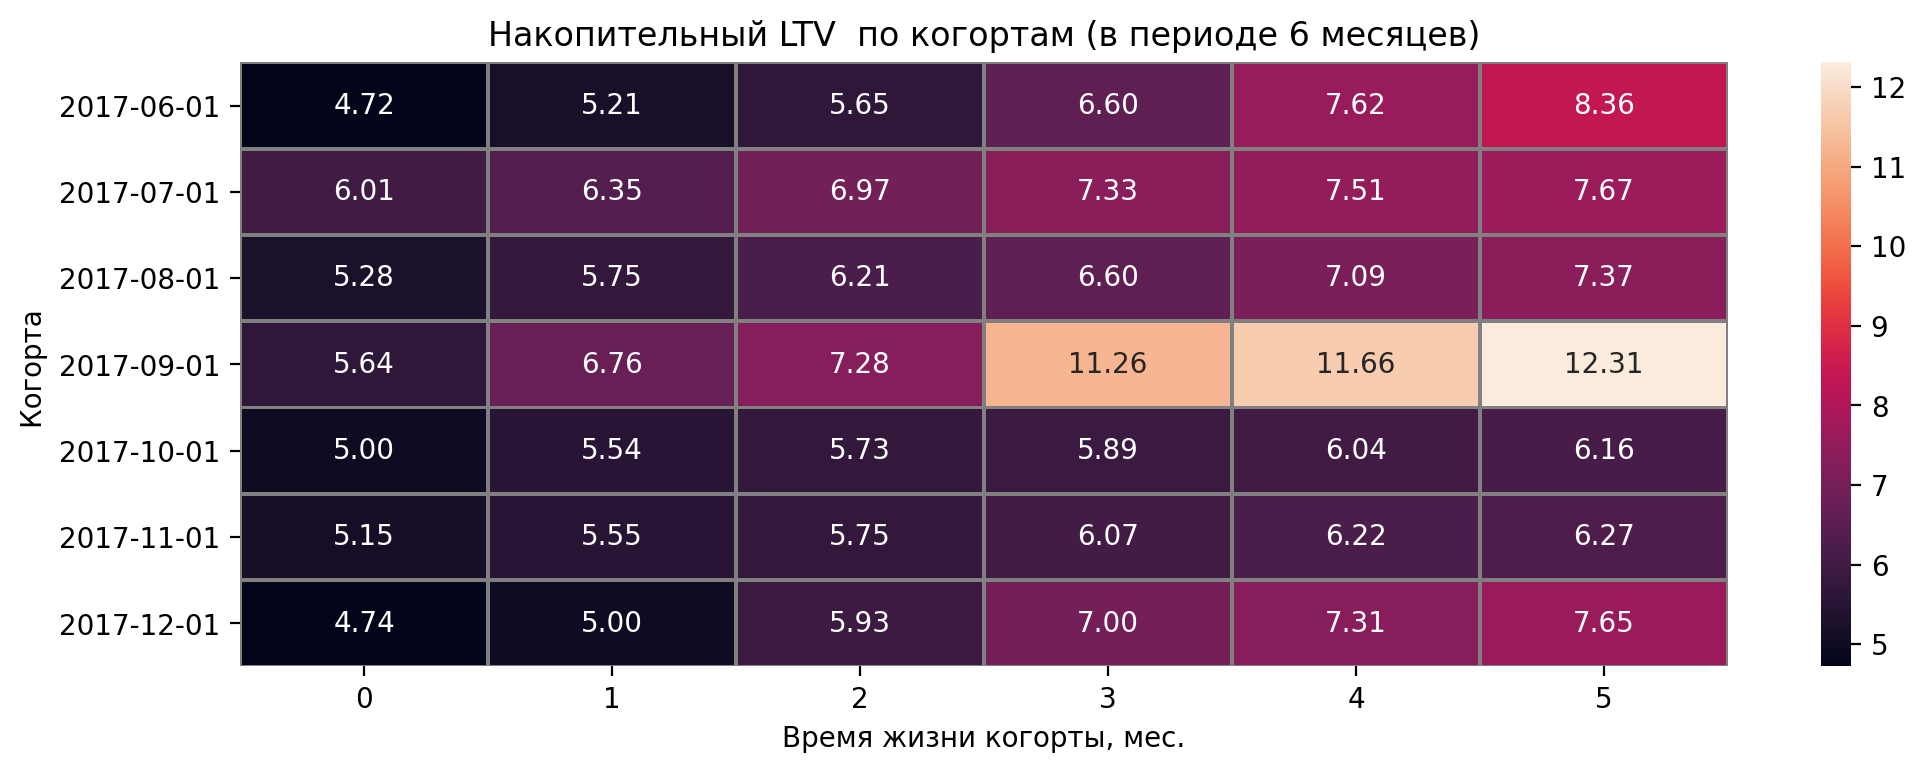 Накопительный LTV  по когортам (в периоде 6 месяцев)
Когорта
2017-06-01 4.72 5.21 5.65 6.60 7.62 8.36
2017-07-01 6.01 6.35 6.97 7.33 7.51 7.67
2017-08-01 5.28 5.75 6.21 6.60 7.09 7.37
2017-09-01 5.64 6.76 7.28 11.26 11.66 12.31
2017-10-01 5.00 5.54 5.73 5.89 6.04 6.16
2017-11-01 5.15 5.55 5.75 6.07 6.22 6.27
2017-12-01 4.74 5.00 5.93 7.00 7.31 7.65
0 1 2 3 4 5
Время жизни когорты, мес.
12
11
10
9
8
7
6
5